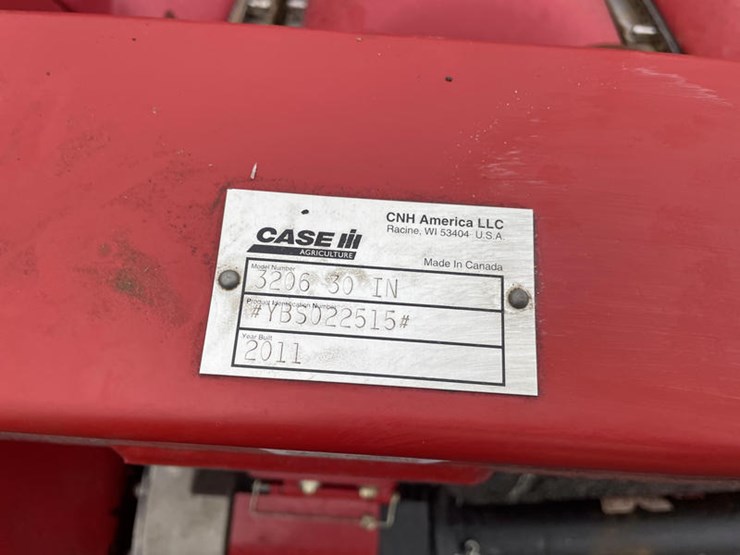 CNH America LLC
Racine, WI 53404 U.S.A
CASE IH
AGRICULTURE
Made In Canada
Model Number
3206 30 IN
Product Identification Number
#YBS022515#
Year Built
2011